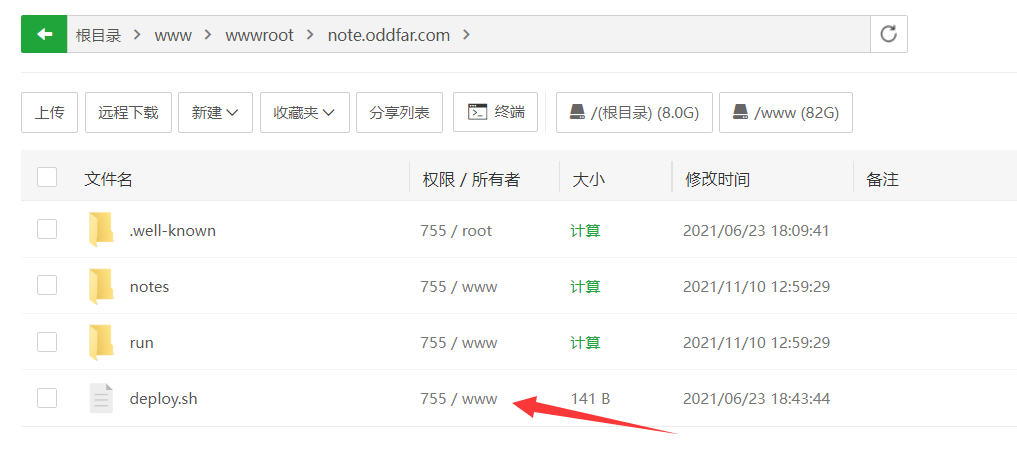 根目录 > www > wwwroot > note.oddfar.com >
上传 远程下载 新建 收藏夹 分享列表 终端 /(根目录) (8.0G) /www (82G)
文件名 权限 / 所有者 大小 修改时间 备注
.well-known 755 / root 计算 2021/06/23 18:09:41
notes 755 / www 计算 2021/11/10 12:59:29
run 755 / www 计算 2021/11/10 12:59:29
deploy.sh 755 / www 141 B 2021/06/23 18:43:44